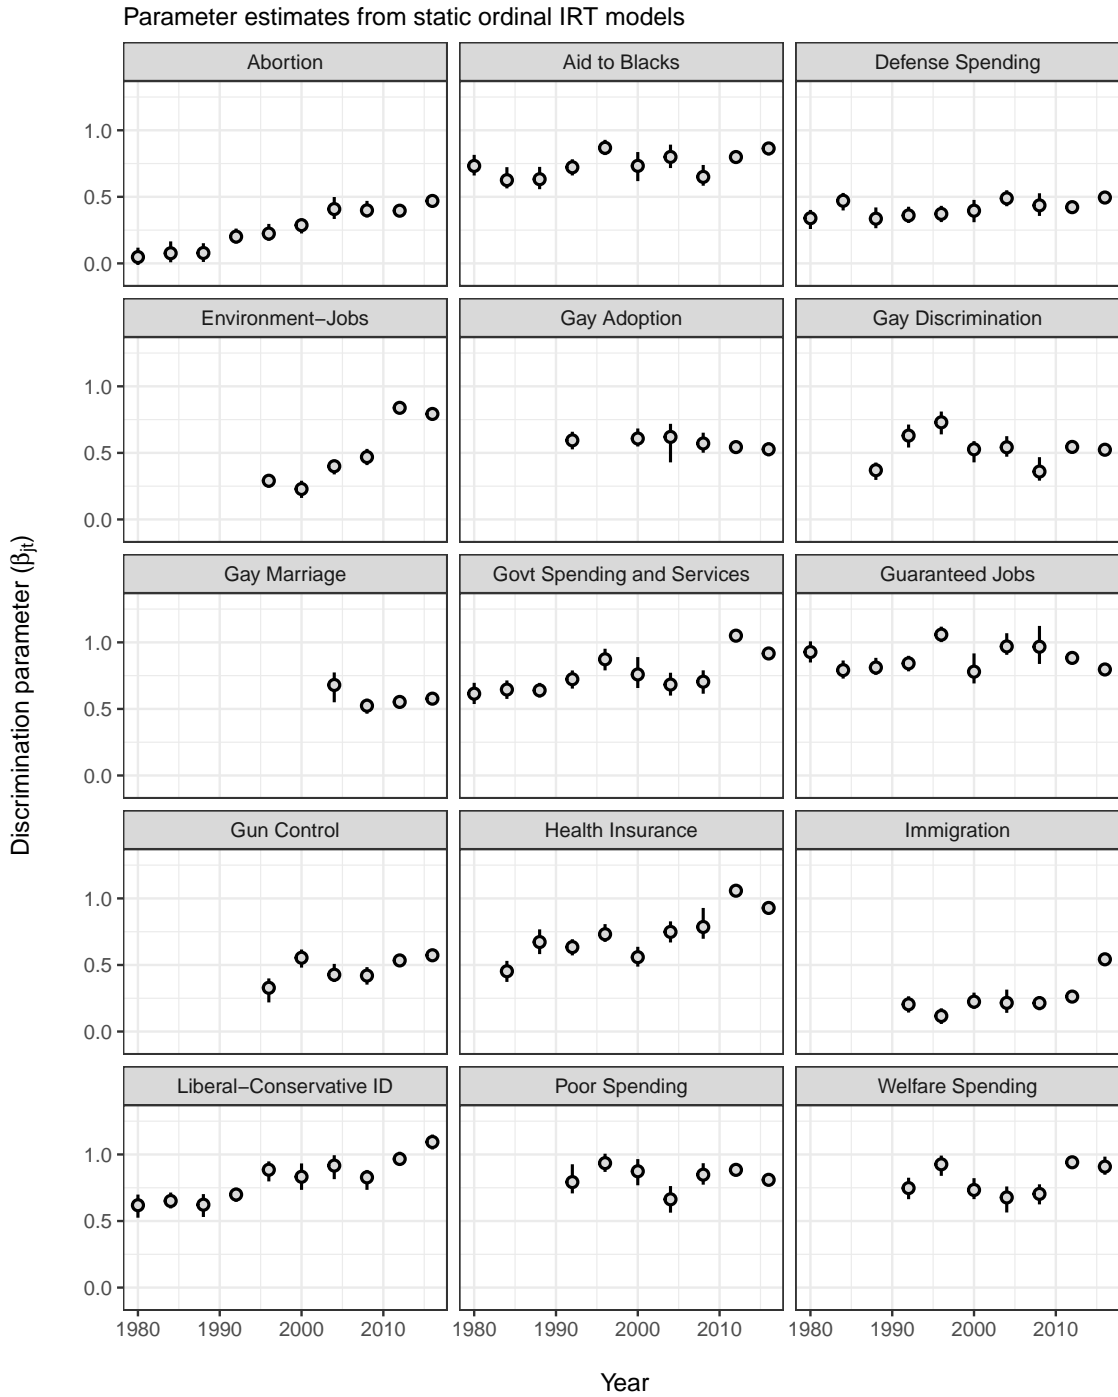 Parameter estimates from static ordinal IRT models
Abortion
Aid to Blacks
Defense Spending
1.0
0.5
0.0
Environment−Jobs
Gay Adoption
Gay Discrimination
1.0
0.5
0.0
Gay Marriage
Govt Spending and Services
Guaranteed Jobs
1.0
0.5
0.0
Gun Control
Health Insurance
Immigration
1.0
0.5
0.0
Liberal−Conservative ID
Poor Spending
Welfare Spending
1.0
0.5
0.0
1980 1990 2000 2010 1980 1990 2000 2010 1980 1990 2000 2010
Year
Discrimination parameter (βjt)